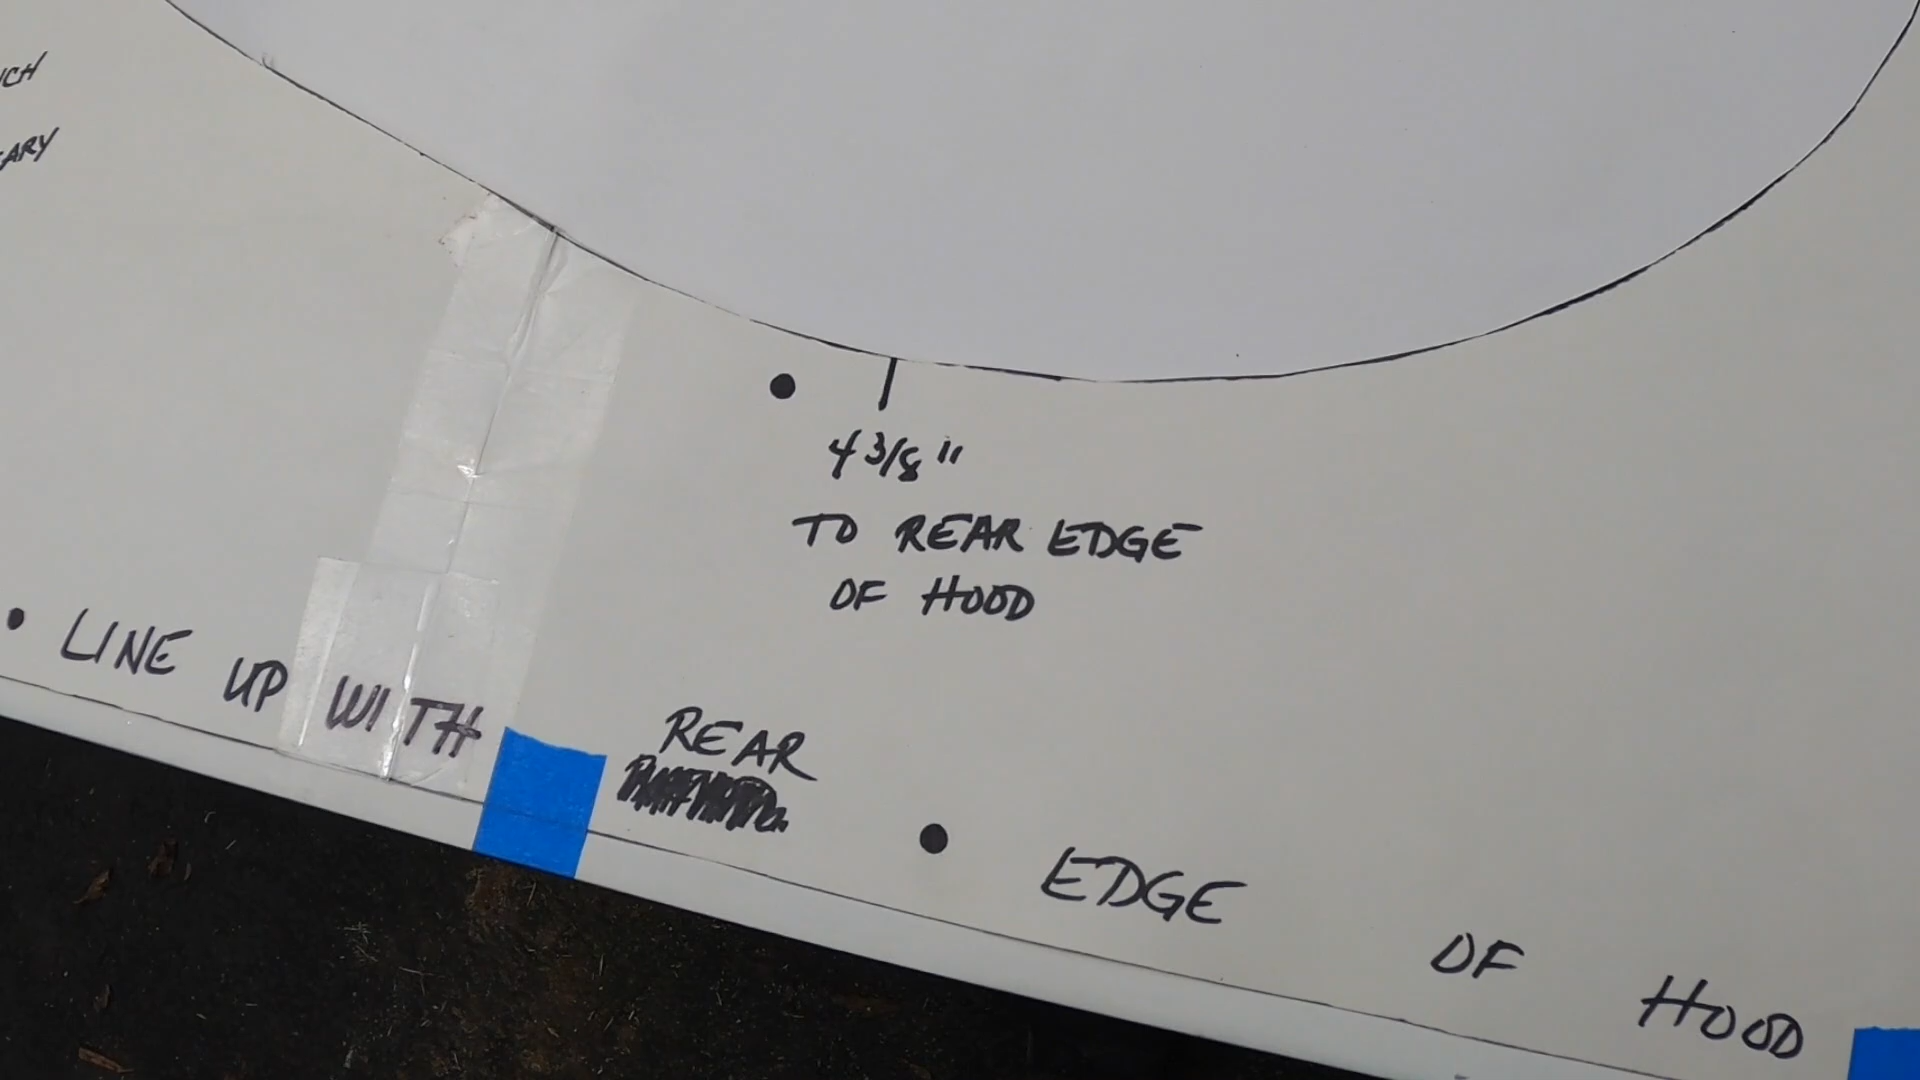 4 3/8 "
TO REAR EDGE
OF HOOD
• LINE UP WITH REAR • EDGE OF HOOD